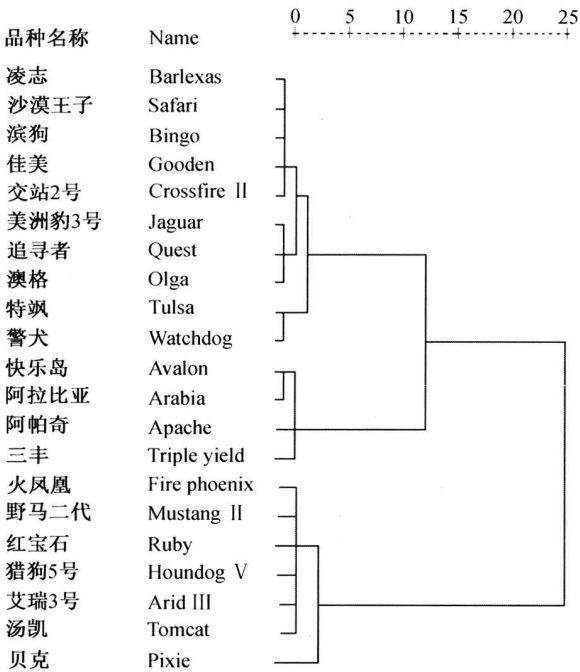 0 5 10 15 20 25
品种名称 Name
凌志 Barlexas
沙漠王子 Safari
滨狗 Bingo
佳美 Gooden
交站2号 Crossfire Ⅱ
美洲豹3号 Jaguar
追寻者 Quest
澳格 Olga
特飒 Tulsa
警犬 Watchdog
快乐岛 Avalon
阿拉比亚 Arabia
阿帕奇 Apache
三丰 Triple yield
火凤凰 Fire phoenix
野马二代 Mustang Ⅱ
红宝石 Ruby
猎狗5号 Houndog Ⅴ
艾瑞3号 Arid Ⅲ
汤凯 Tomcat
贝克 Pixie